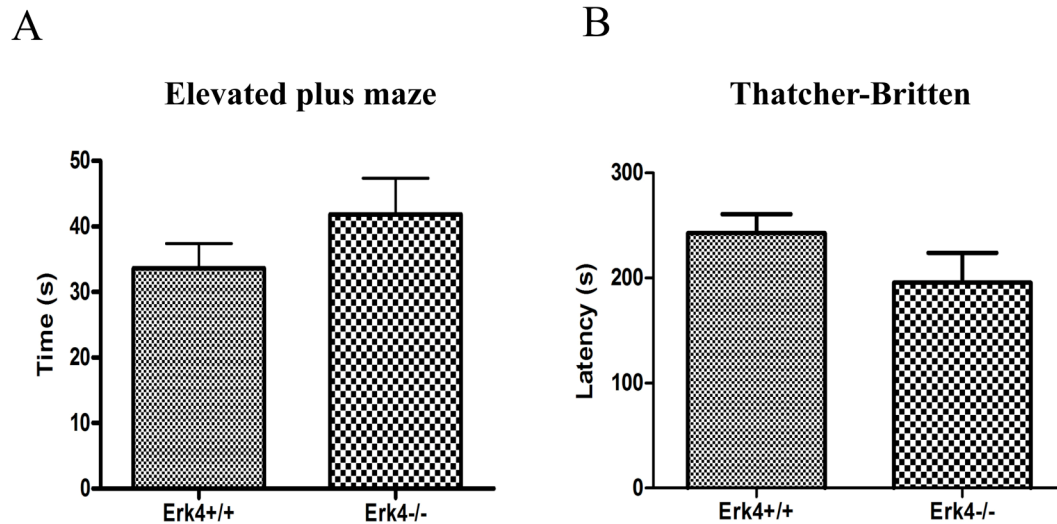 A
Elevated plus maze
50
40
30
20
10
0
Time (s)
Erk4+/+
Erk4-/-
B
Thatcher-Britten
300
200
100
0
Latency (s)
Erk4+/+
Erk4-/-